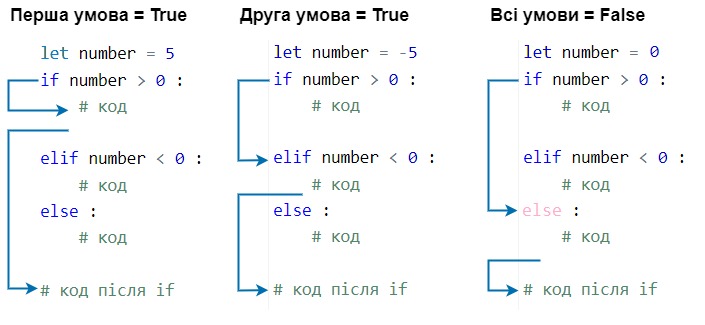 Перша умова = True
let number = 5
if number > 0 :
# код
elif number < 0 :
# код
else :
# код
# код після if
Друга умова = True
let number = -5
if number > 0 :
# код
elif number < 0 :
# код
else :
# код
# код після if
Всі умови = False
let number = 0
if number > 0 :
# код
elif number < 0 :
# код
else :
# код
# код після if